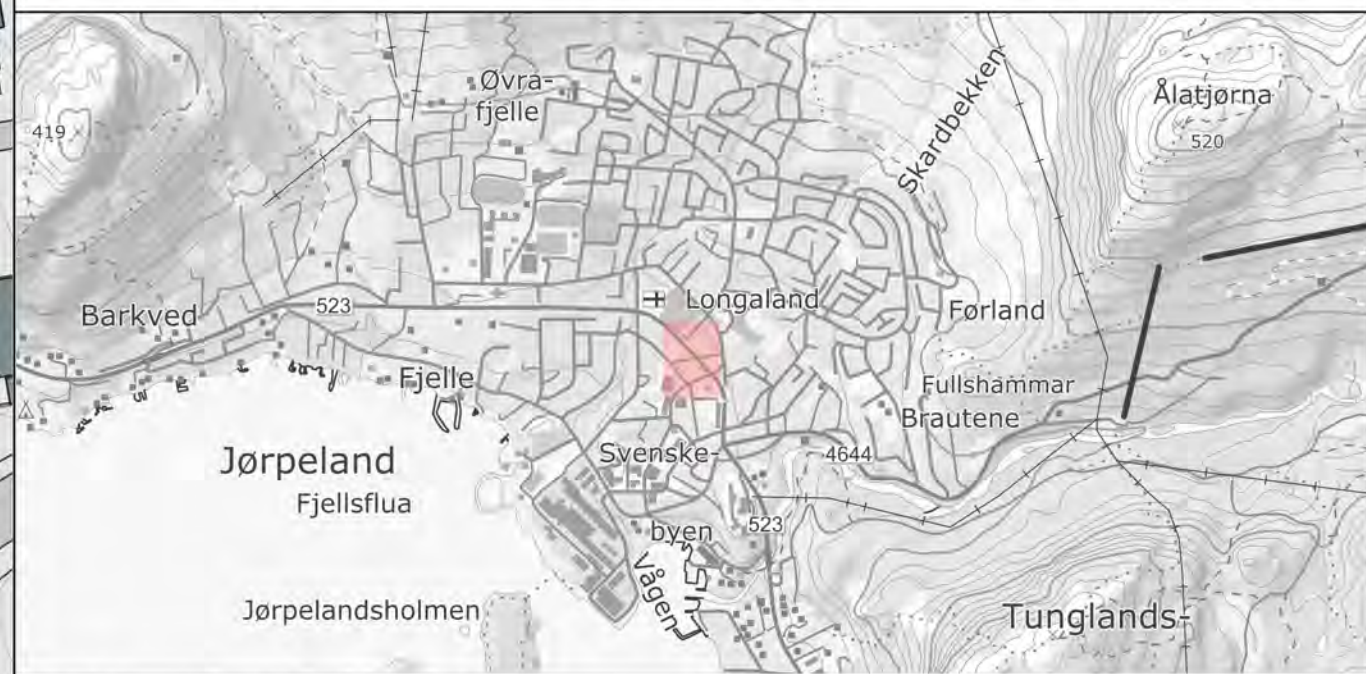 Øvra-
fjelle
Skardbekken
Ålatjørna
520
419
Barkved
523
Longaland
Førland
Fjelle
Fullshammar
Brautene
Jørpeland
Svenske-
4644
Fjellsflua
byen
523
Vågen
Jørpelandsholmen
Tunglands-